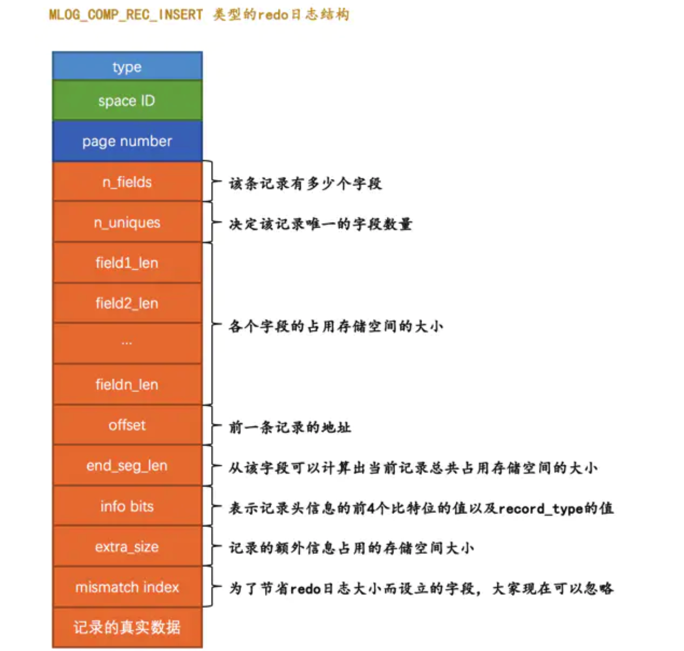 MLOG_COMP_REC_INSERT 类型的redo日志结构
type
space ID
page number
n_fields
该条记录有多少个字段
n_uniques
决定该记录唯一的字段数量
field1_len
field2_len
...
各个字段的占用存储空间的大小
fieldn_len
offset
前一条记录的地址
end_seg_len
从该字段可以计算出当前记录总共占用存储空间的大小
info bits
表示记录头信息的前4个比特位的值以及record_type的值
extra_size
记录的额外信息占用的存储空间大小
mismatch index
为了节省redo日志大小而设立的字段，大家现在可以忽略
记录的真实数据